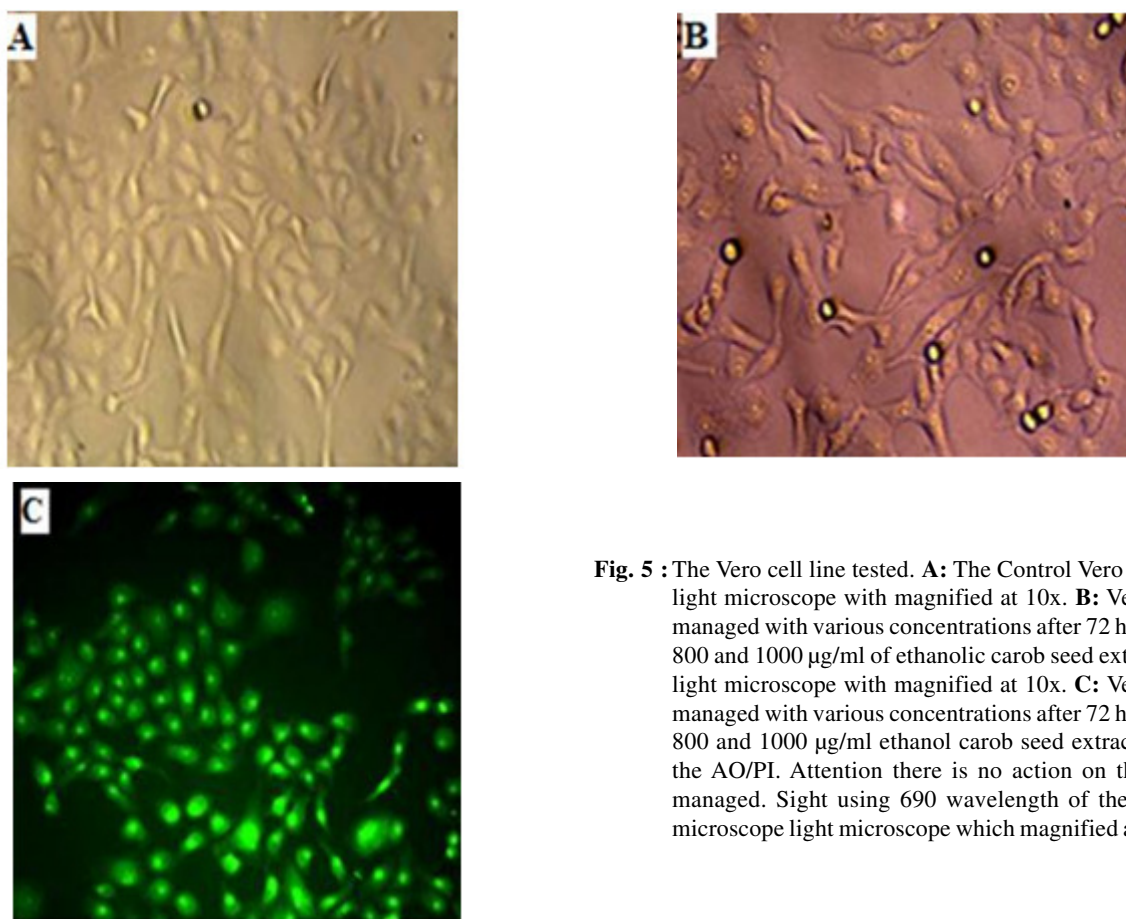 A
B
C
Fig. 5 : The Vero cell line tested. A: The Control Vero
light microscope with magnified at 10x. B: Ve
managed with various concentrations after 72 h
800 and 1000 µg/ml of ethanolic carob seed ext
light microscope with magnified at 10x. C: Ve
managed with various concentrations after 72 h
800 and 1000 µg/ml ethanol carob seed extrac
the AO/PI. Attention there is no action on th
managed. Sight using 690 wavelength of the
microscope light microscope which magnified a